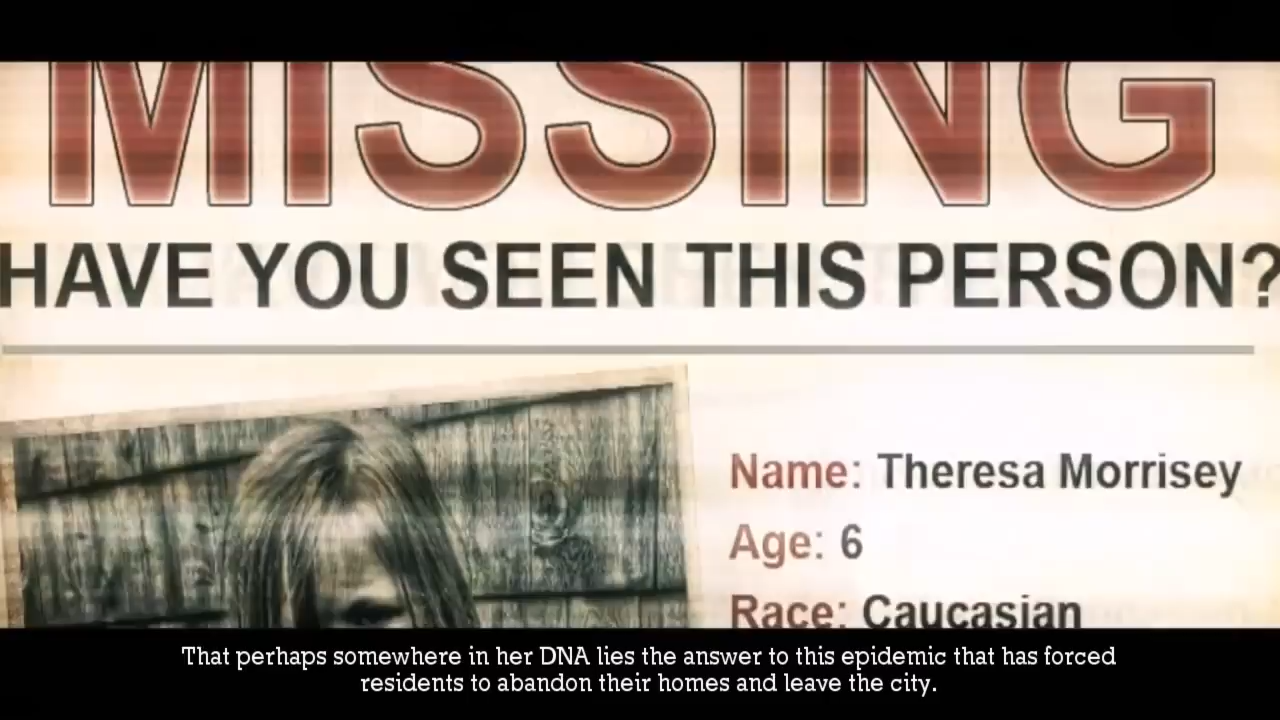 MISSING
HAVE YOU SEEN THIS PERSON?
Name: Theresa Morrisey
Age: 6
Race: Caucasian
That perhaps somewhere in her DNA lies the answer to this epidemic that has forced
residents to abandon their homes and leave the city.